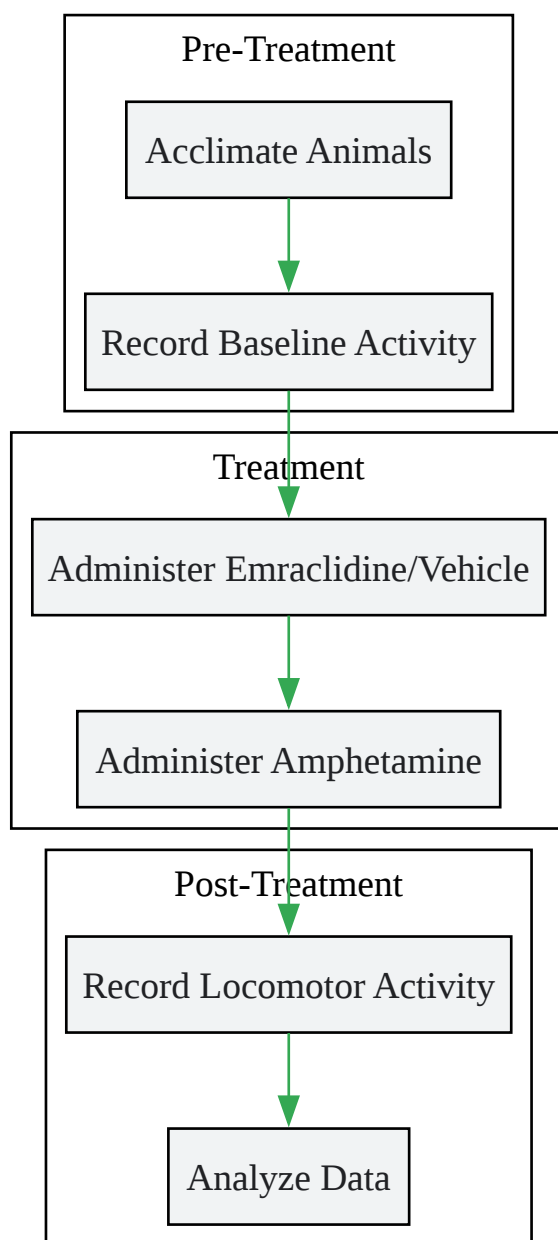 Pre-Treatment
Acclimate Animals
Record Baseline Activity
Treatment
Administer Emraclidine/Vehicle
Administer Amphetamine
Post-Treatment
Record Locomotor Activity
Analyze Data